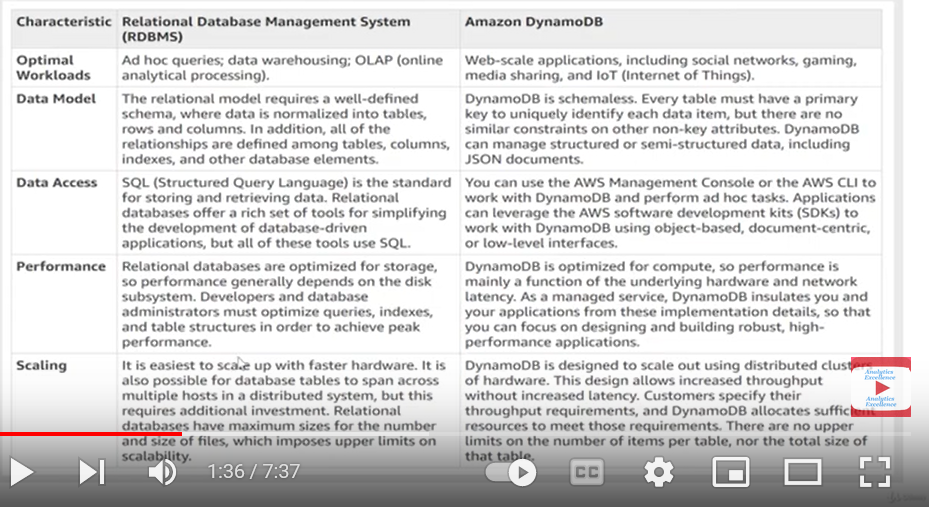 Characteristic
Relational Database Management System
(RDBMS)
Amazon DynamoDB
Optimal
Workloads
Ad hoc queries; data warehousing; OLAP (online
analytical processing).
Web-scale applications, including social networks, gaming,
media sharing, and IoT (Internet of Things).
Data Model
The relational model requires a well-defined
schema, where data is normalized into tables,
rows and columns. In addition, all of the
relationships are defined among tables, columns,
indexes, and other database elements.
DynamoDB is schemaless. Every table must have a primary
key to uniquely identify each data item, but there are no
similar constraints on other non-key attributes. DynamoDB
can manage structured or semi-structured data, including
JSON documents.
Data Access
SQL (Structured Query Language) is the standard
for storing and retrieving data. Relational
databases offer a rich set of tools for simplifying
the development of database-driven
applications, but all of these tools use SQL.
You can use the AWS Management Console or the AWS CLI to
work with DynamoDB and perform ad hoc tasks. Applications
can leverage the AWS software development kits (SDKs) to
work with DynamoDB using object-based, document-centric,
or low-level interfaces.
Performance
Relational databases are optimized for storage,
so performance generally depends on the disk
subsystem. Developers and database
administrators must optimize queries, indexes,
and table structures in order to achieve peak
performance.
DynamoDB is optimized for compute, so performance is
mainly a function of the underlying hardware and network
latency. As a managed service, DynamoDB insulates you and
your applications from these implementation details, so that
you can focus on designing and building robust, high-
performance applications.
Scaling
It is easiest to scale up with faster hardware. It is
also possible for database tables to span across
multiple hosts in a distributed system, but this
requires additional investment. Relational
databases have maximum sizes for the number
and size of files, which imposes upper limits on
scalability.
DynamoDB is designed to scale out using distributed clusters
of hardware. This design allows increased throughput
without increased latency. Customers specify their
throughput requirements, and DynamoDB allocates sufficient
resources to meet those requirements. There are no upper
limits on the number of items per table, nor the total size of
that table.
Analytics
Excellence
Analytics
Excellence
1:36 / 7:37
CC